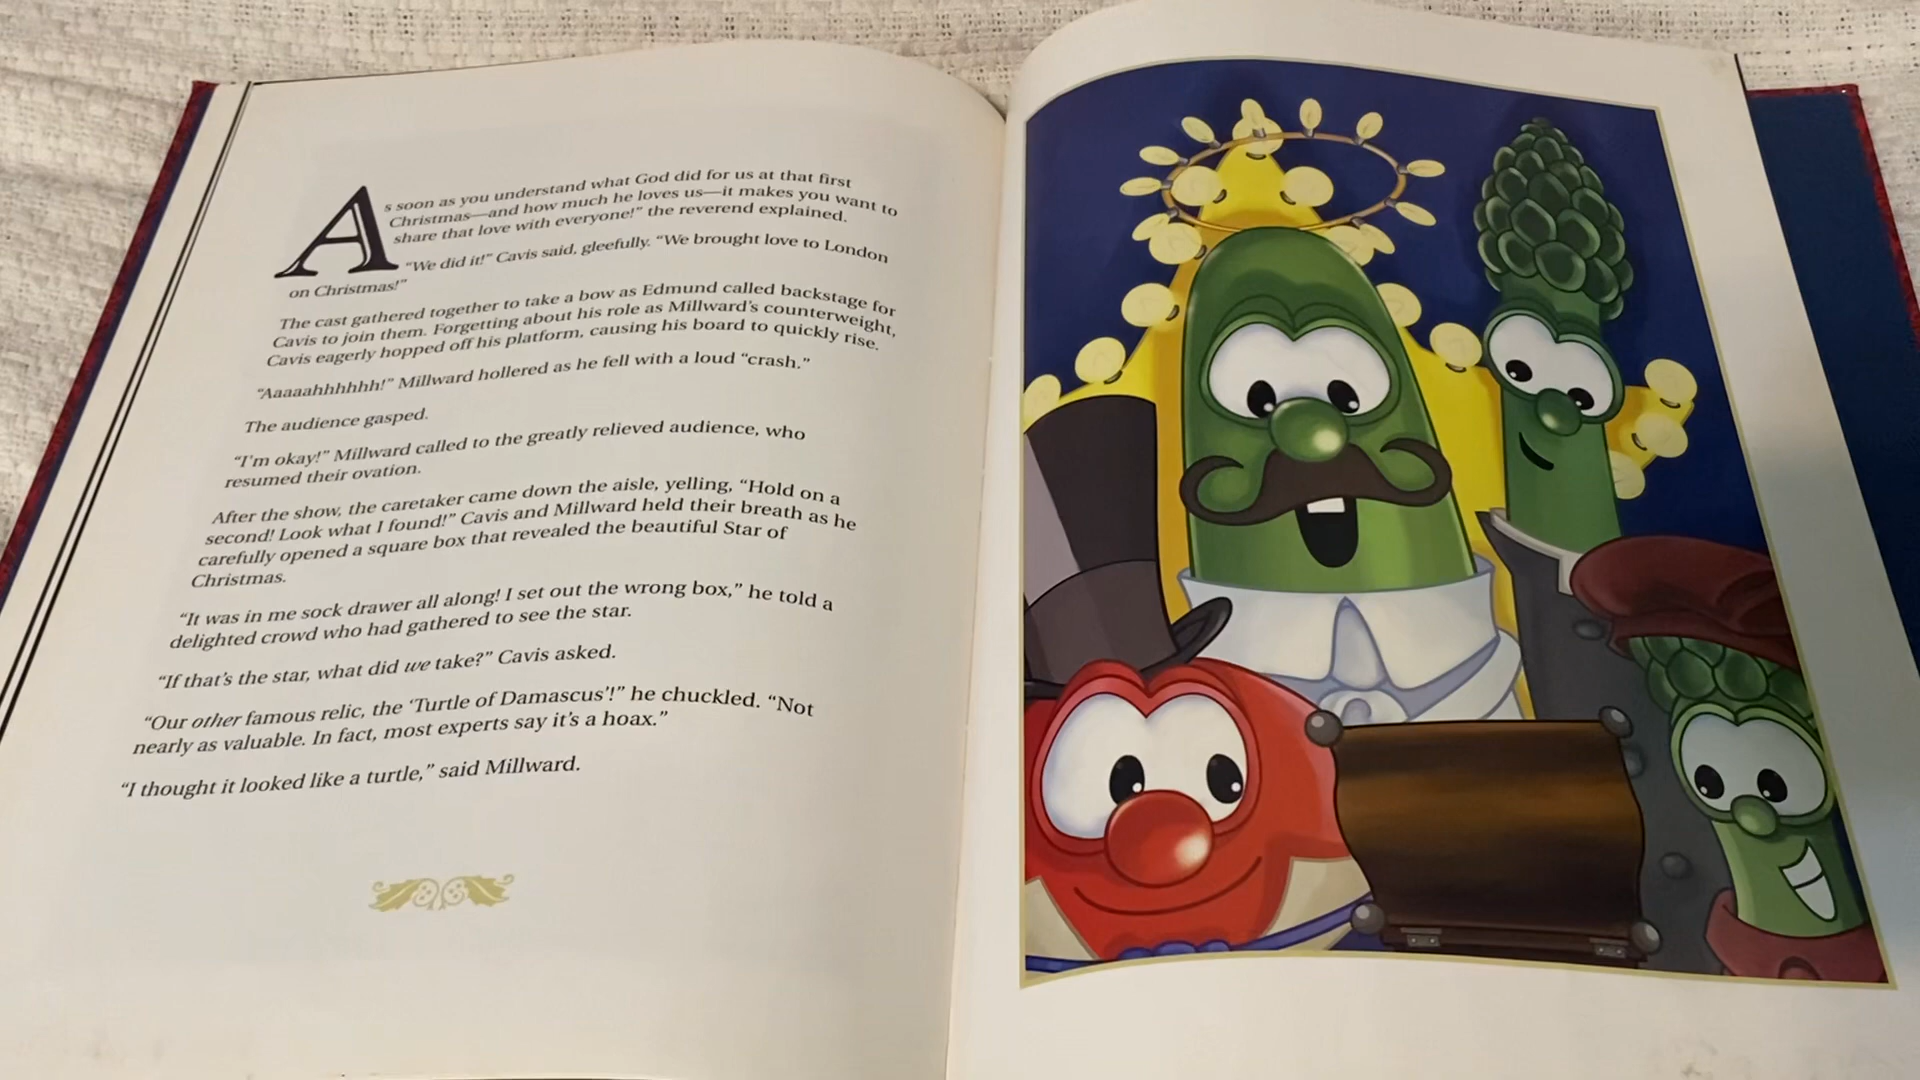 As soon as you understand what God did for us at that first
Christmas—and how much he loves us—it makes you want to
share that love with everyone!” the reverend explained.
“We did it!” Cavis said, gleefully. “We brought love to London
on Christmas!”
The cast gathered together to take a bow as Edmund called backstage for
Cavis to join them. Forgetting about his role as Millward’s counterweight,
Cavis eagerly hopped off his platform, causing his board to quickly rise.
“Aaaaahhhhhh!” Millward hollered as he fell with a loud “crash.”
The audience gasped.
“I’m okay!” Millward called to the greatly relieved audience, who
resumed their ovation.
After the show, the caretaker came down the aisle, yelling, “Hold on a
second! Look what I found!” Cavis and Millward held their breath as he
carefully opened a square box that revealed the beautiful Star of
Christmas.
“It was in me sock drawer all along! I set out the wrong box,” he told a
delighted crowd who had gathered to see the star.
“If that’s the star, what did we take?” Cavis asked.
“Our other famous relic, the ‘Turtle of Damascus’!” he chuckled. “Not
nearly as valuable. In fact, most experts say it’s a hoax.”
“I thought it looked like a turtle,” said Millward.